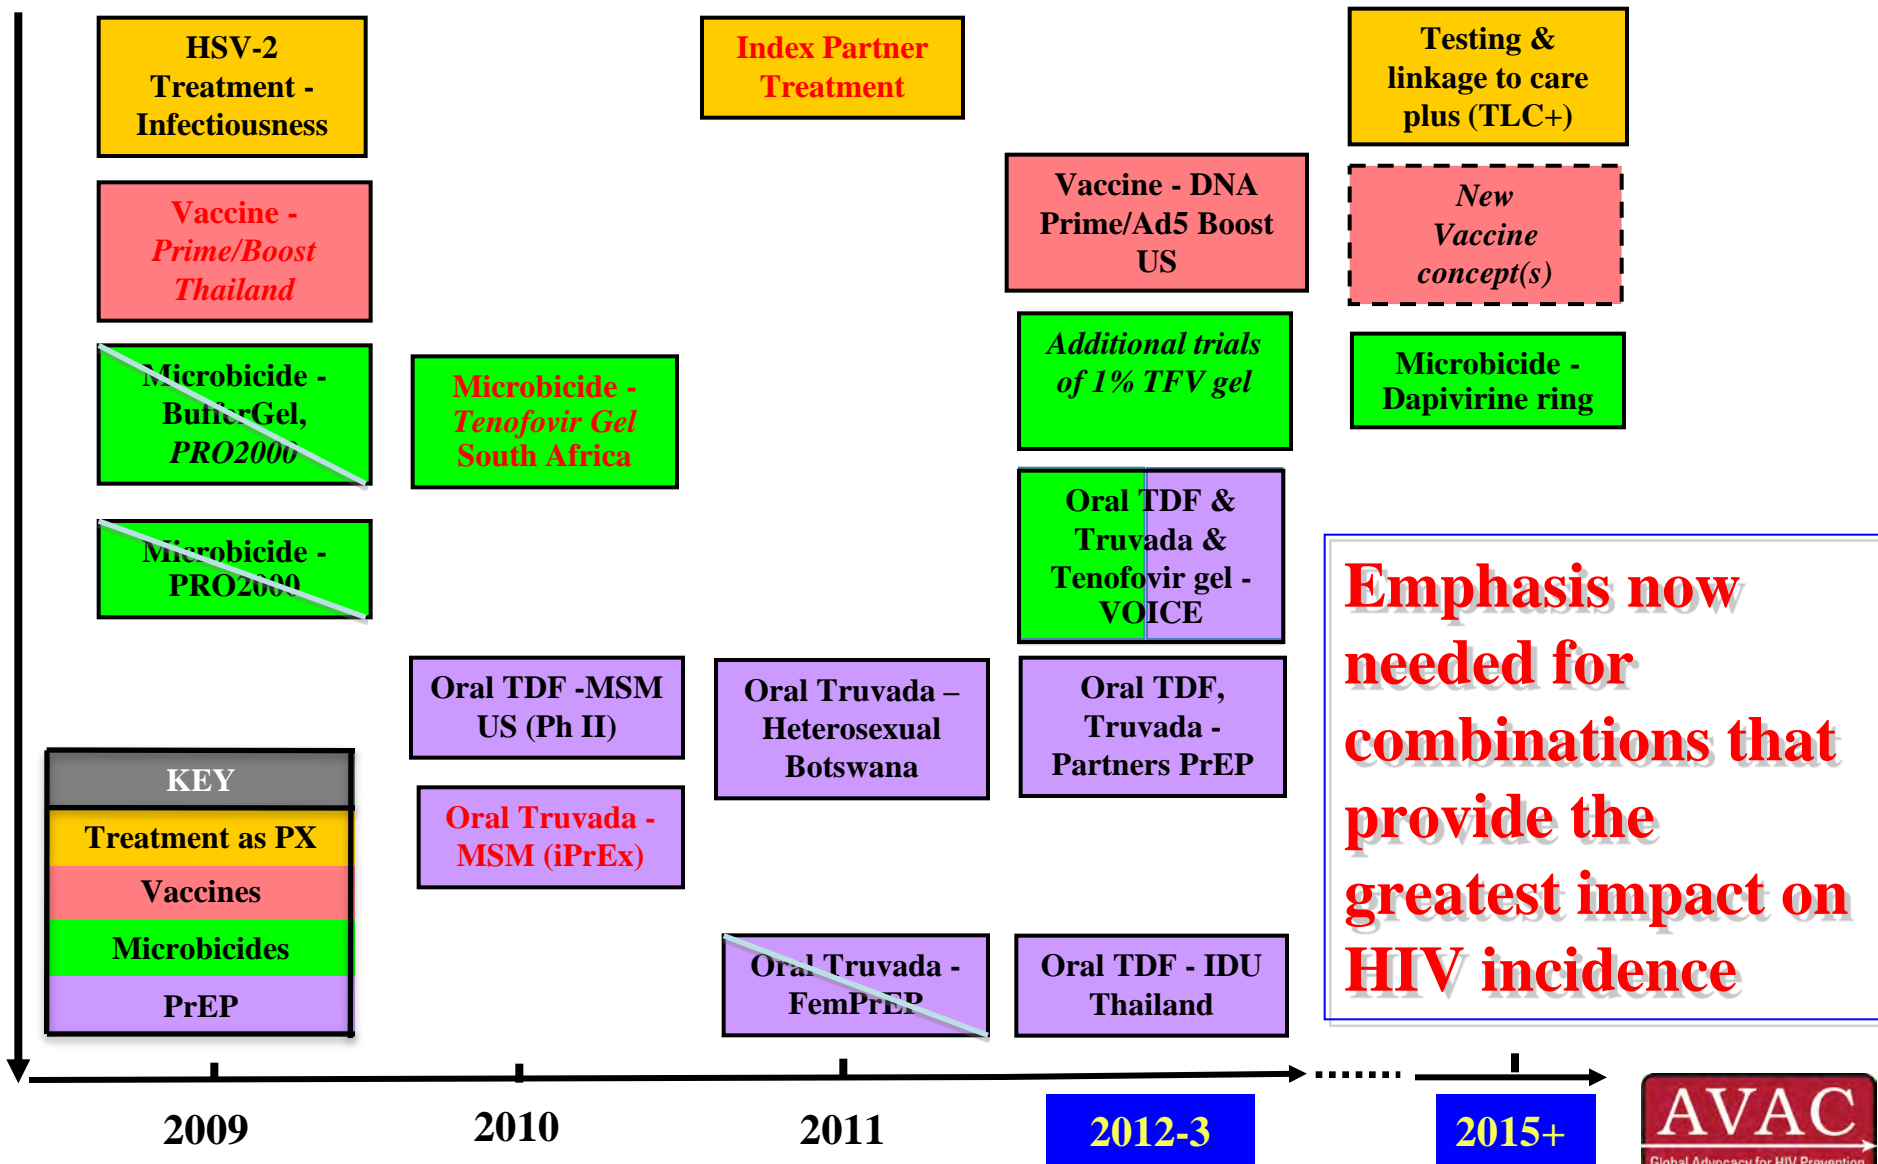 HSV-2
Treatment -
Infectiousness
Vaccine -
Prime/Boost
Thailand
Microbicide -
BufferGel,
PRO2000
Microbicide -
PRO2000
KEY
Treatment as PX
Vaccines
Microbicides
PrEP
Microbicide -
Tenofovir Gel
South Africa
Oral TDF -MSM
US (Ph II)
Oral Truvada -
MSM (iPrEx)
Index Partner
Treatment
Oral Truvada –
Heterosexual
Botswana
Oral Truvada -
FemPrEP
Vaccine - DNA
Prime/Ad5 Boost
US
Additional trials
of 1% TFV gel
Oral TDF &
Truvada &
Tenofovir gel -
VOICE
Oral TDF,
Truvada -
Partners PrEP
Oral TDF - IDU
Thailand
Testing &
linkage to care
plus (TLC+)
New
Vaccine
concept(s)
Microbicide -
Dapivirine ring
Emphasis now
needed for
combinations that
provide the
greatest impact on
HIV incidence
2009
2010
2011
2012-3
2015+
AVAC
Global Advocacy for HIV Prevention